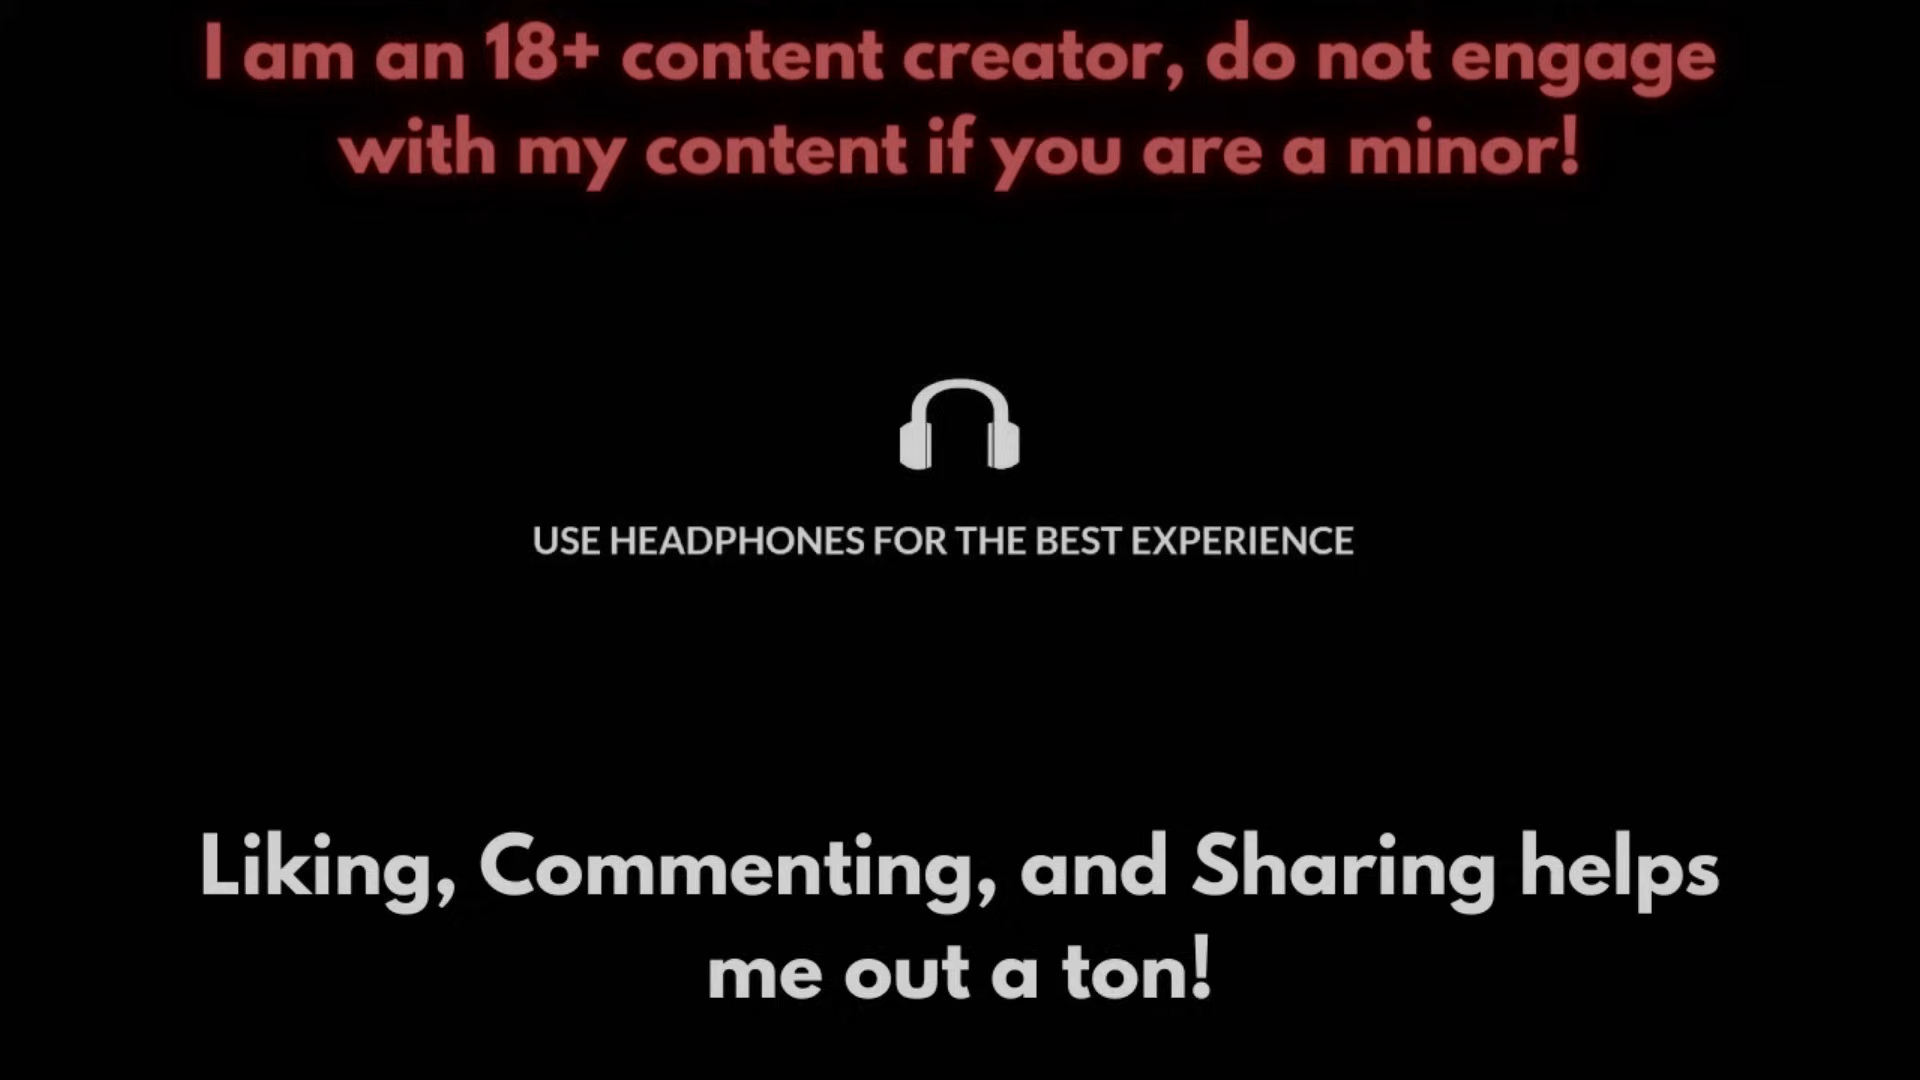 I am an 18+ content creator, do not engage
with my content if you are a minor!
USE HEADPHONES FOR THE BEST EXPERIENCE
Liking, Commenting, and Sharing helps
me out a ton!